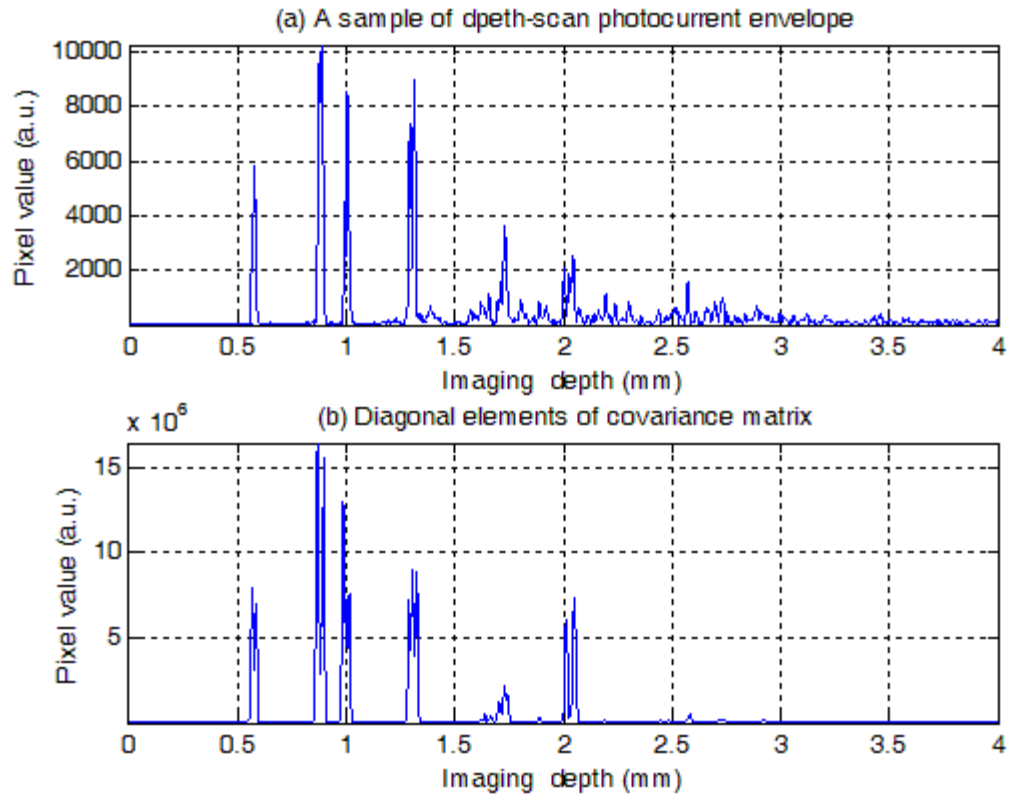 (a) A sample of dpeth-scan photocurrent envelope
10000
8000
6000
4000
2000
Pixel value (a.u.)
0 0.5 1 1.5 2 2.5 3 3.5 4
Imaging depth (mm)
x 10^6
(b) Diagonal elements of covariance matrix
15
10
5
Pixel value (a.u.)
0 0.5 1 1.5 2 2.5 3 3.5 4
Imaging depth (mm)